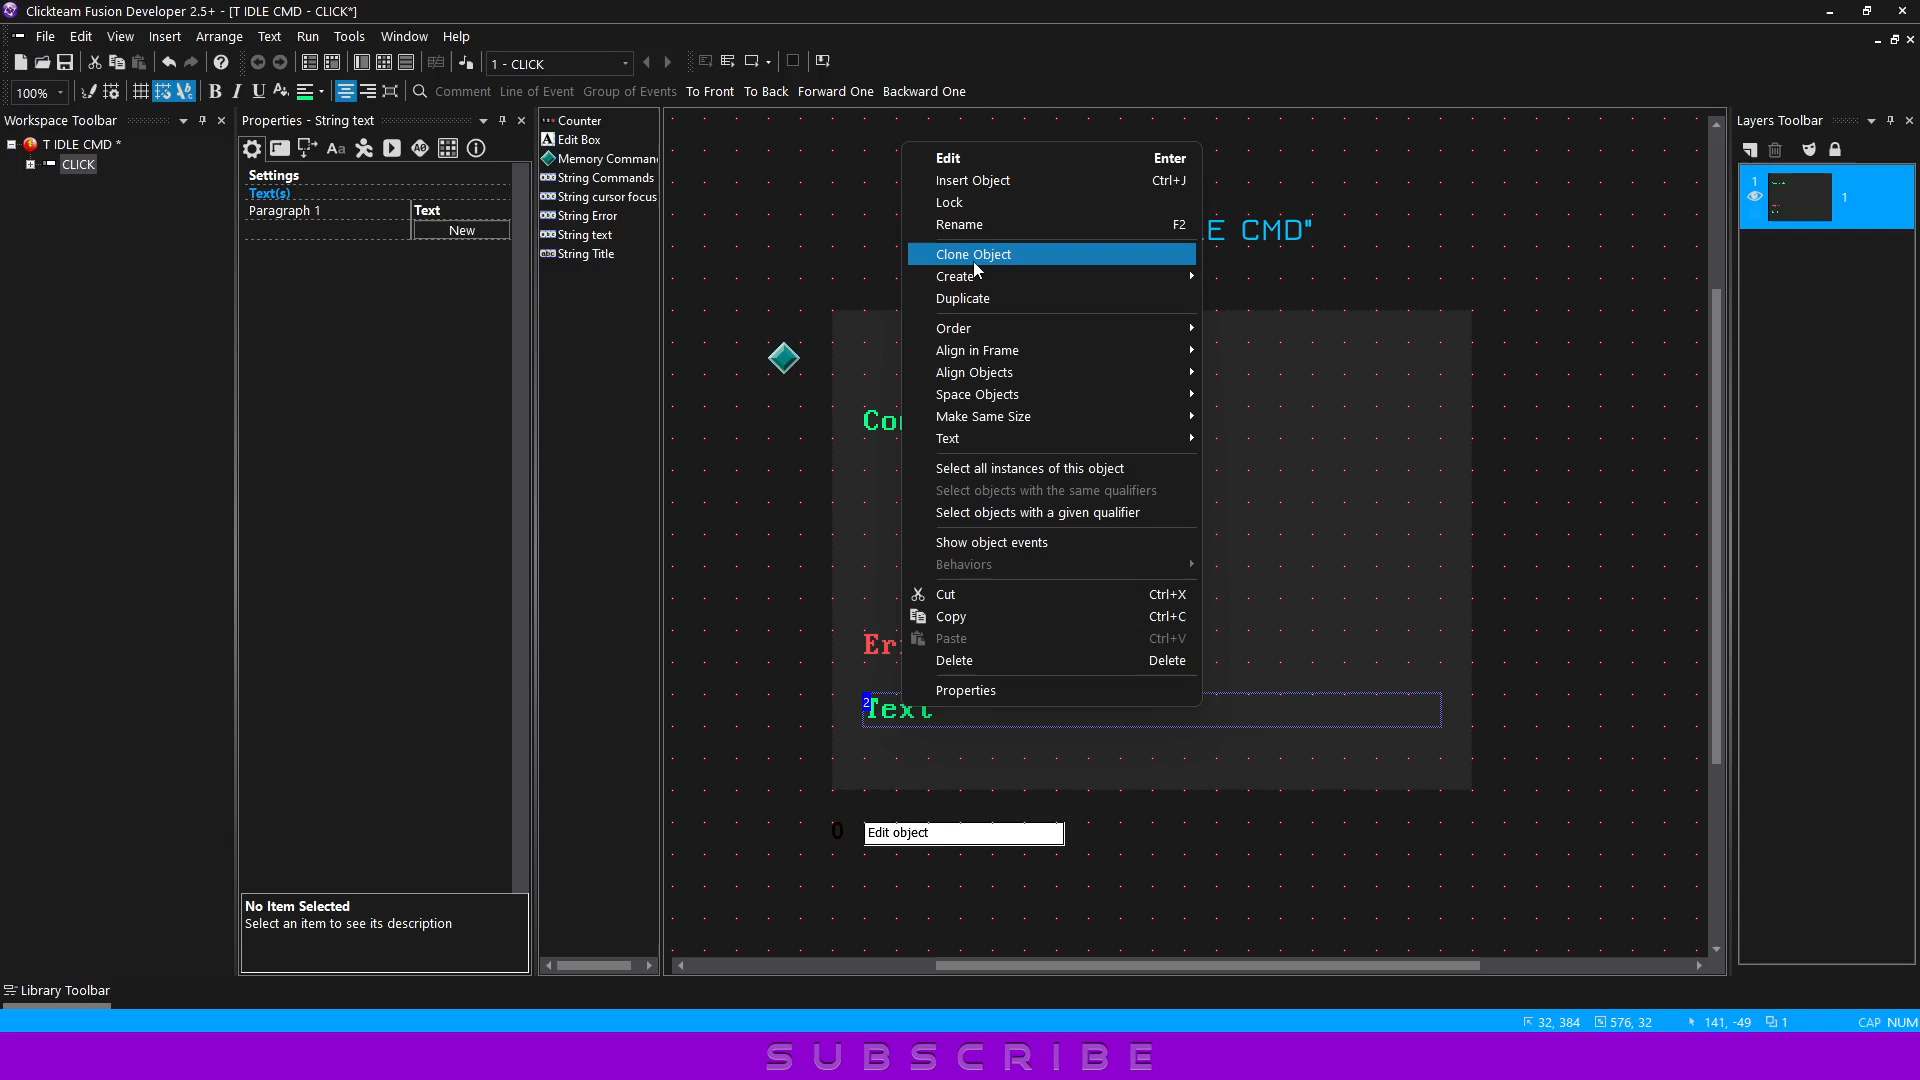 Clickteam Fusion Developer 2.5+ - [T IDLE CMD - CLICK*]
File Edit View Insert Arrange Text Run Tools Window Help
1 - CLICK
100% B I U Comment Line of Event Group of Events To Front To Back Forward One Backward One
Workspace Toolbar
T IDLE CMD *
CLICK
Properties - String text
Settings
Text(s)
Paragraph 1 Text
New
No Item Selected
Select an item to see its description
Counter
Edit Box
Memory Comman
String Commands
String cursor focus
String Error
String text
String Title
E CMD"
Edit Enter
Insert Object Ctrl+J
Lock
Rename F2
Clone Object
Create
Duplicate
Order
Align in Frame
Align Objects
Space Objects
Make Same Size
Text
Select all instances of this object
Select objects with the same qualifiers
Select objects with a given qualifier
Show object events
Behaviors
Cut Ctrl+X
Copy Ctrl+C
Paste Ctrl+V
Delete Delete
Properties
Co
Er
2
Text
0
Edit object
Layers Toolbar
1
1
Library Toolbar
32, 384 576, 32 141, -49 1 CAP NUM
SUBSCRIBE